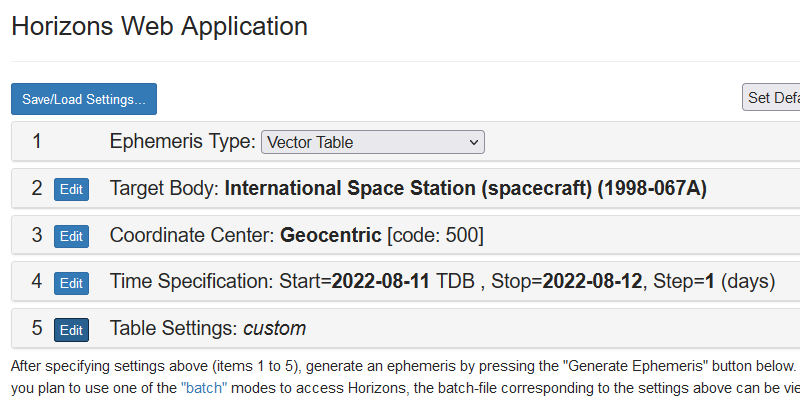 Horizons Web Application
Save/Load Settings...
Set Defa
1 Ephemeris Type: Vector Table
2 Edit Target Body: International Space Station (spacecraft) (1998-067A)
3 Edit Coordinate Center: Geocentric [code: 500]
4 Edit Time Specification: Start=2022-08-11 TDB , Stop=2022-08-12, Step=1 (days)
5 Edit Table Settings: custom
After specifying settings above (items 1 to 5), generate an ephemeris by pressing the "Generate Ephemeris" button below.
you plan to use one of the "batch" modes to access Horizons, the batch-file corresponding to the settings above can be vie